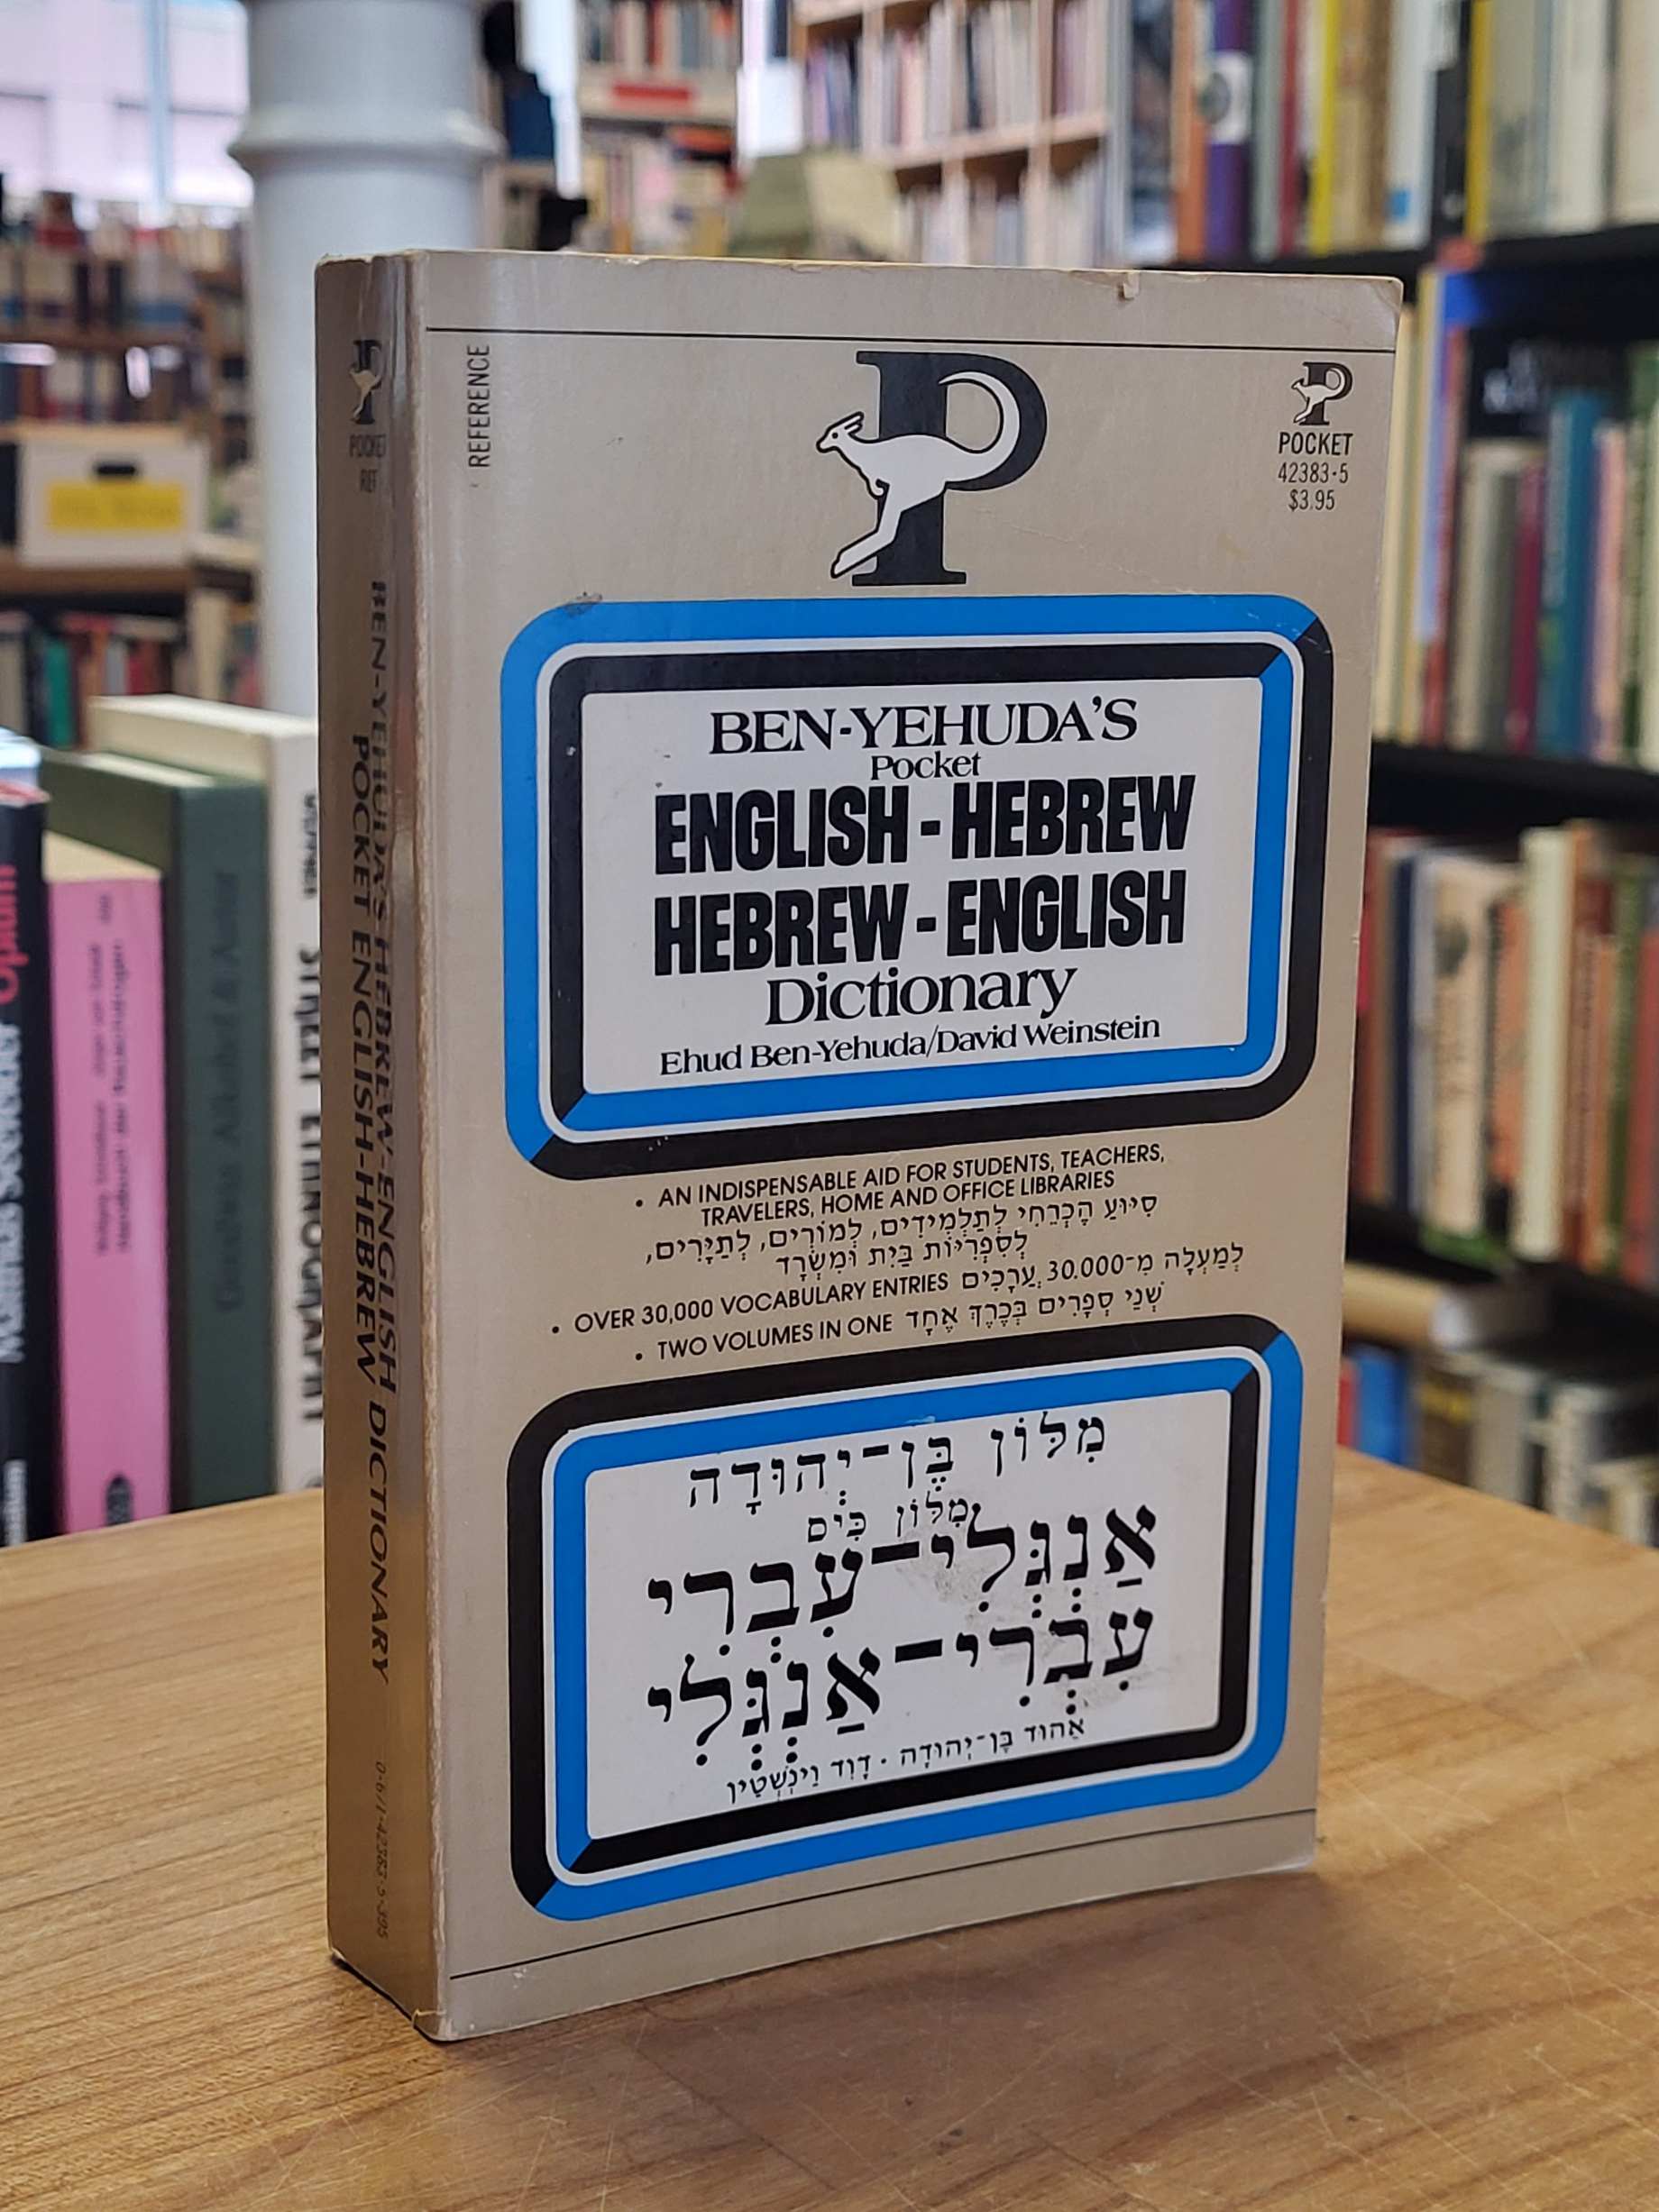 POCKET
REF
BEN-YEHUDA'S HEBREW-ENGLISH
POCKET ENGLISH-HEBREW DICTIONARY
REFERENCE
P
POCKET
42383-5
$3.95
BEN-YEHUDA'S
Pocket
ENGLISH - HEBREW
HEBREW - ENGLISH
Dictionary
Ehud Ben-Yehuda/David Weinstein
• AN INDISPENSABLE AID FOR STUDENTS, TEACHERS,
TRAVELERS, HOME AND OFFICE LIBRARIES
סִיּוּעַ הֶכְרֵחִי לְתַלְמִידִים, לְמוֹרִים, לְתַיָּרִים,
לְסִפְרִיּוֹת בַּיִת וּמִשְׂרָד
• OVER 30,000 VOCABULARY ENTRIES לְמַעְלָה מִ־30.000 עֲרָכִים
• TWO VOLUMES IN ONE שְׁנֵי סְפָרִים בְּכֶרֶךְ אֶחָד
מִלּוֹן בֶּן־יְהוּדָה
מִלּוֹן כִּיס
אַנְגְּלִי־עִבְרִי
עִבְרִי־אַנְגְּלִי
אֵהוּד בֶּן־יְהוּדָה · דָּוִד וַיְנְשְׁטֵין